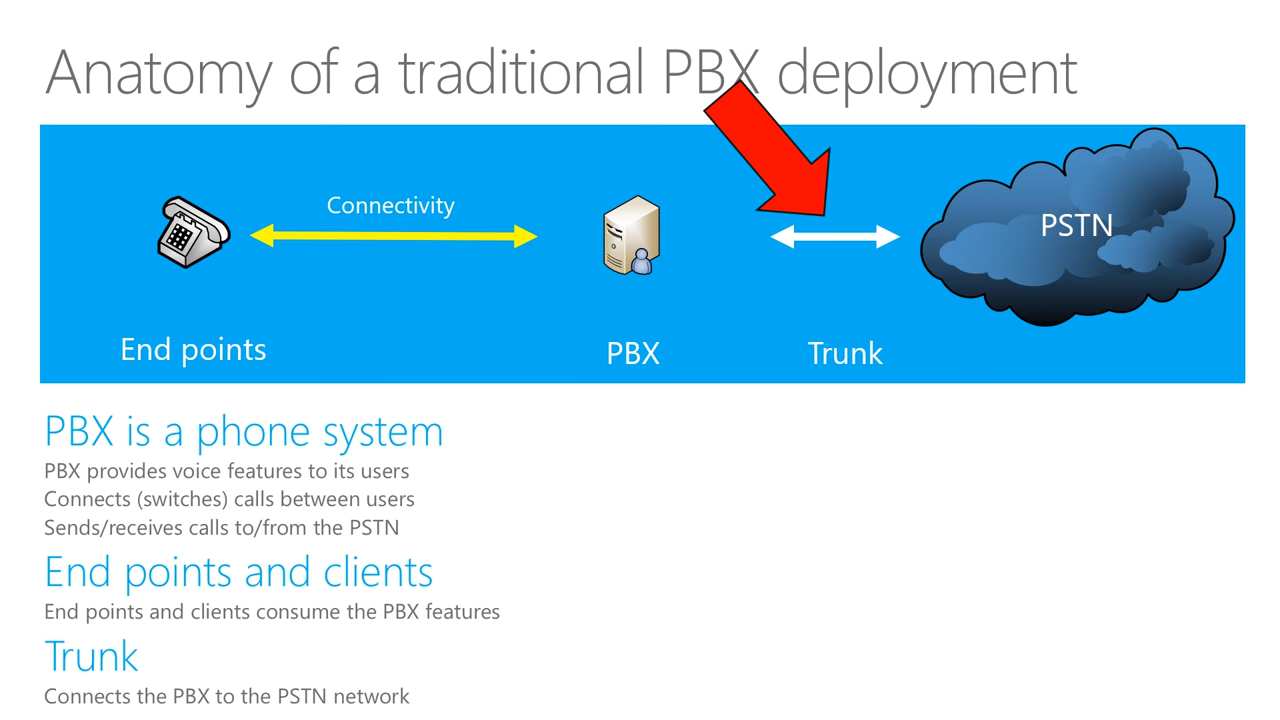 Anatomy of a traditional PBX deployment
Connectivity
PSTN
End points
PBX
Trunk
PBX is a phone system
PBX provides voice features to its users
Connects (switches) calls between users
Sends/receives calls to/from the PSTN
End points and clients
End points and clients consume the PBX features
Trunk
Connects the PBX to the PSTN network